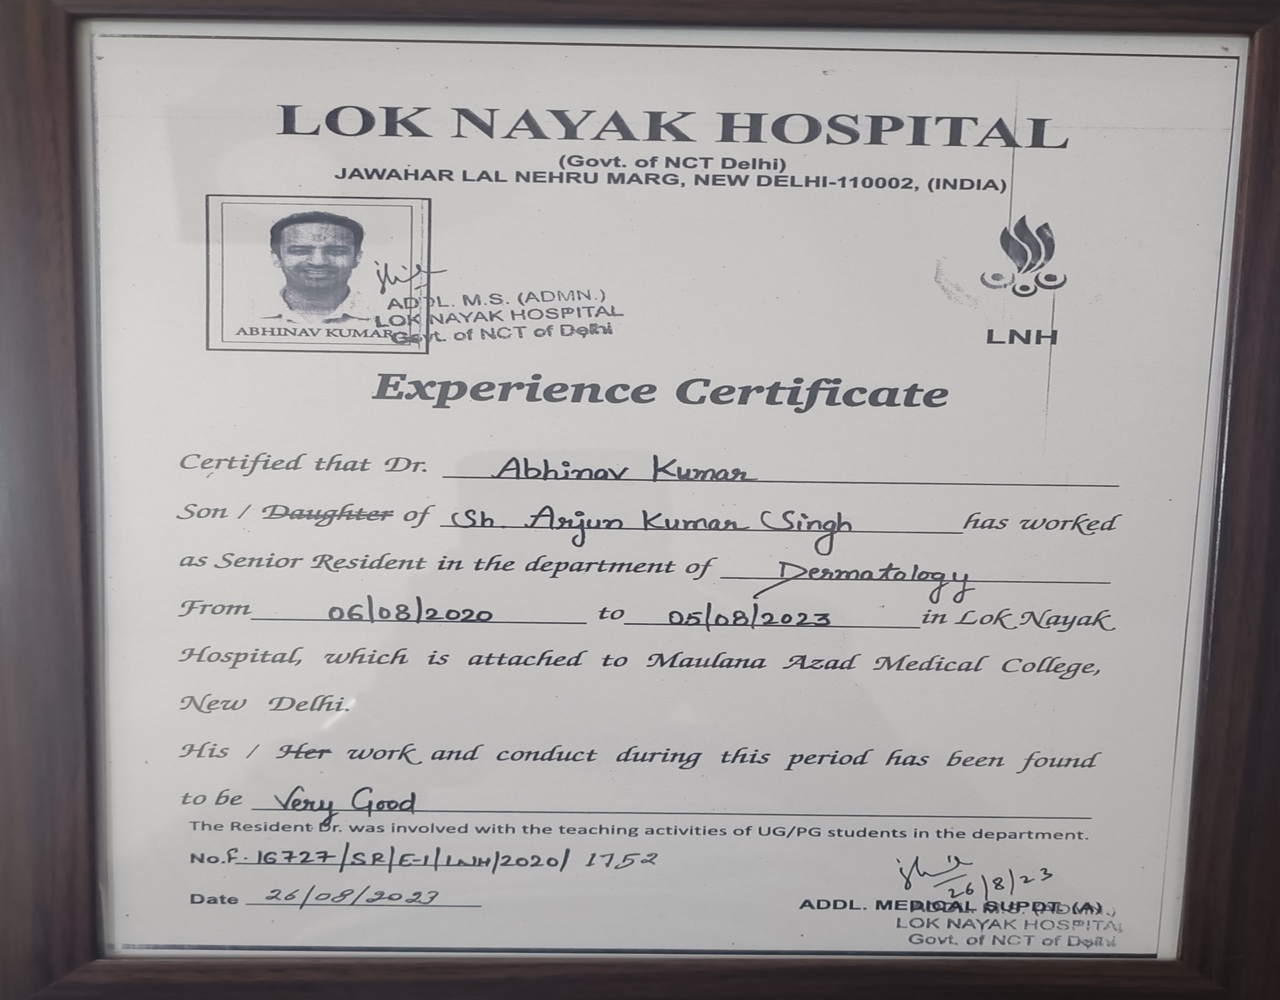 LOK NAYAK HOSPITAL
(Govt. of NCT Delhi)
JAWAHAR LAL NEHRU MARG, NEW DELHI-110002, (INDIA)
ABHINAV KUMAR
ADDL. M.S. (ADMN.)
LOK NAYAK HOSPITAL
Govt. of NCT of Delhi
LNH
Experience Certificate
Certified that Dr. Abhinav Kumar
Son / Daughter of Sh. Arjun Kumar Singh has worked
as Senior Resident in the department of Dermatology
From 06/08/2020 to 05/08/2023 in Lok Nayak
Hospital, which is attached to Maulana Azad Medical College,
New Delhi.
His / Her work and conduct during this period has been found
to be Very Good
The Resident Dr. was involved with the teaching activities of UG/PG students in the department.
No.F. 16727/SR/E-1/LNH/2020/ 1752
Date 26/08/2023
26/8/23
ADDL. MEDICAL SUPDT (A)
LOK NAYAK HOSPITAL
Govt. of NCT of Delhi